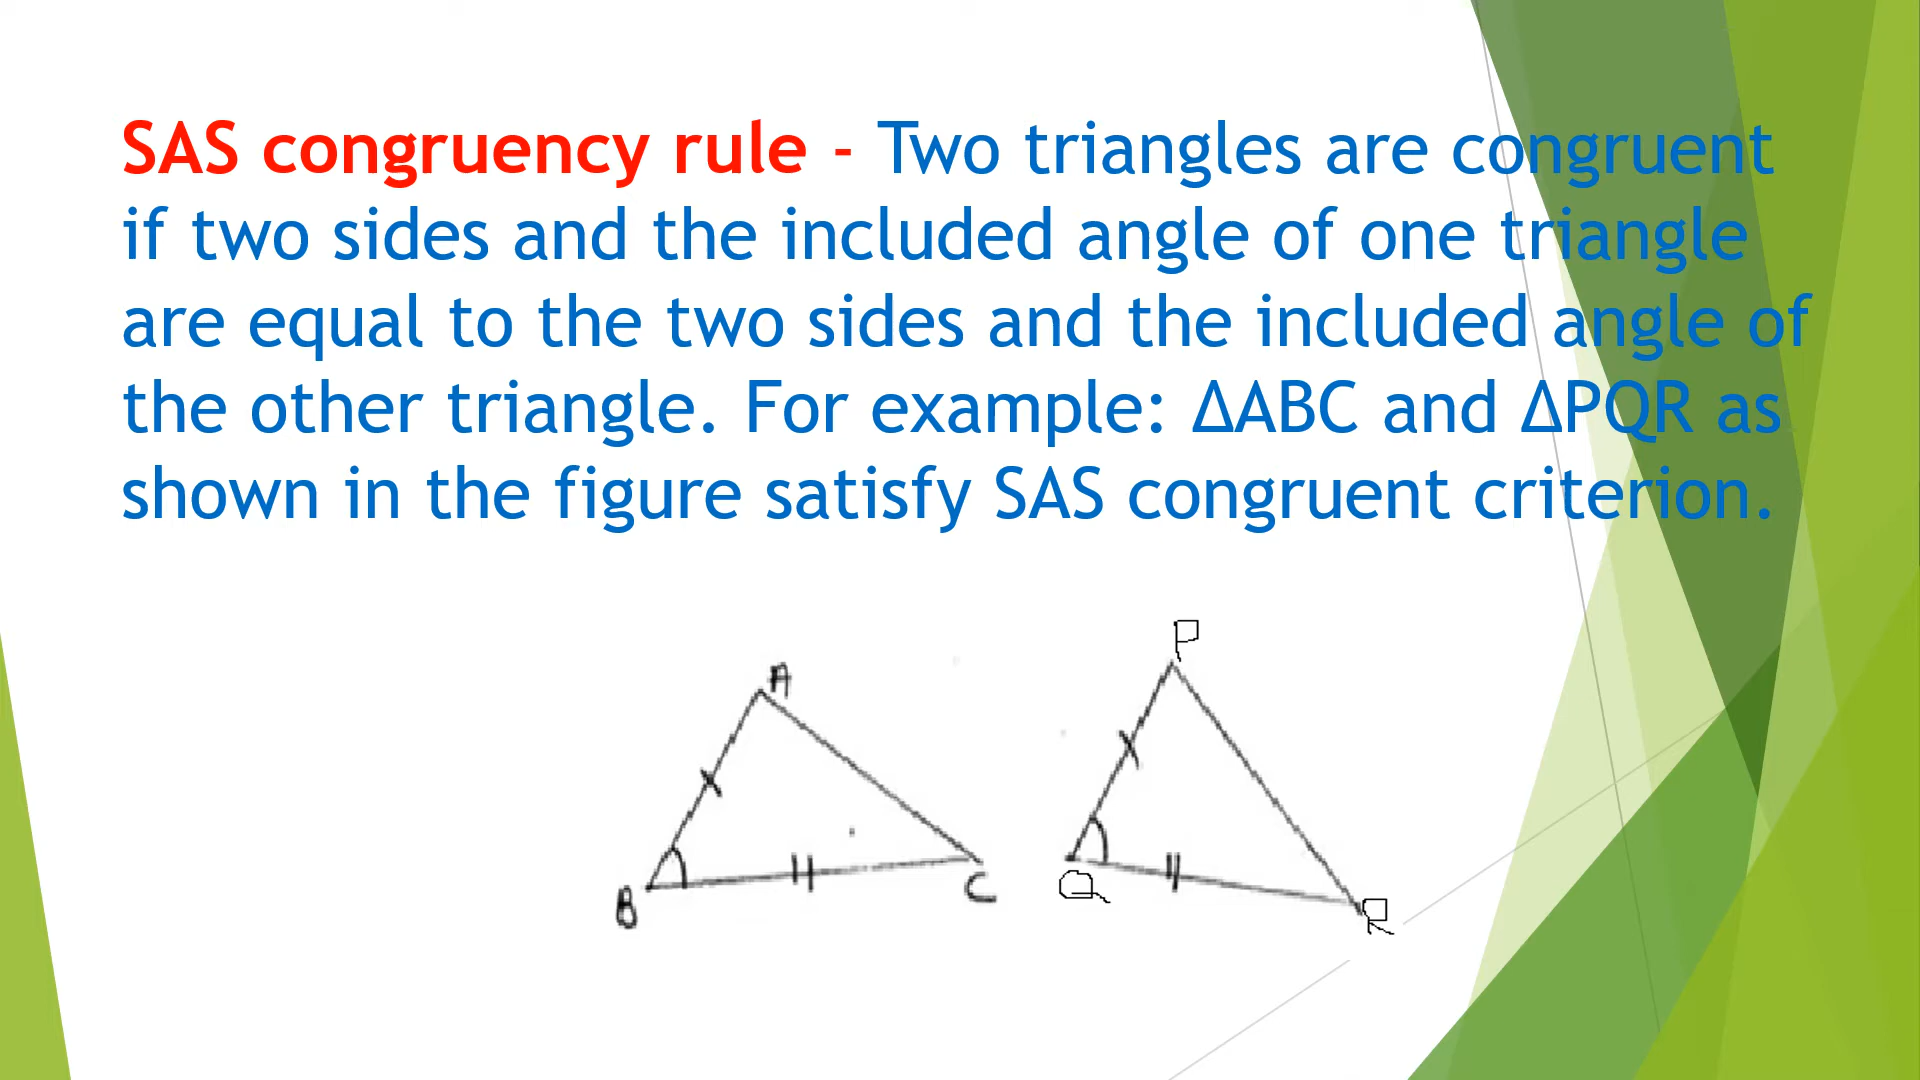 SAS congruency rule - Two triangles are congruent
if two sides and the included angle of one triangle
are equal to the two sides and the included angle of
the other triangle. For example: ΔABC and ΔPQR as
shown in the figure satisfy SAS congruent criterion.
P
A
B
C
Q
R